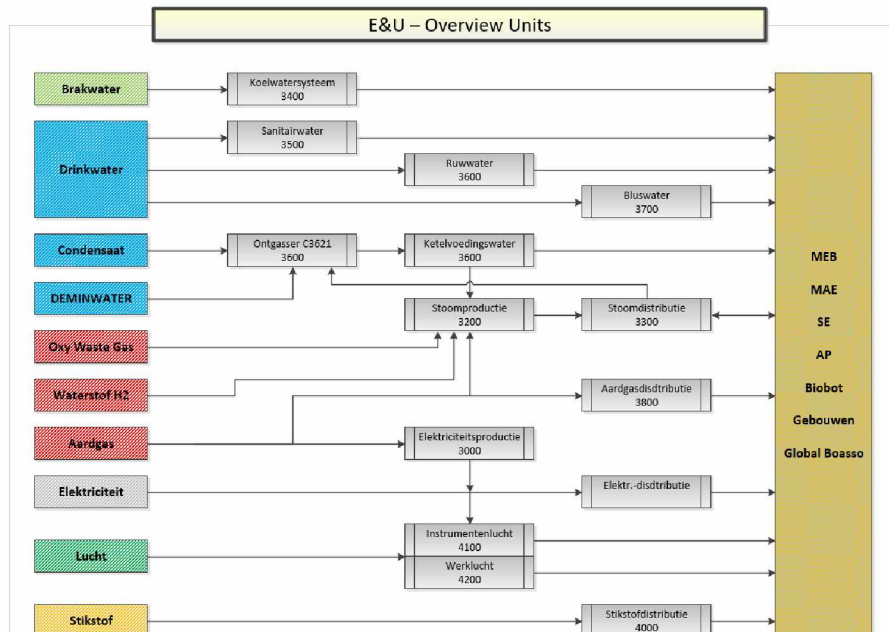 E&U – Overview Units
Brakwater
Koelwatersysteem
3400
Drinkwater
Sanitairwater
3500
Ruwwater
3600
Bluswater
3700
Condensaat
Ontgasser C3621
3600
Ketelvoedingswater
3600
DEMINWATER
Stoomproductie
3200
Stoomdistributie
3300
Oxy Waste Gas
Waterstof H2
Aardgasdisdtributie
3800
Aardgas
Elektriciteitsproductie
3000
Elektriciteit
Elektr.-disdtributie
Lucht
Instrumentenlucht
4100
Werklucht
4200
Stikstof
Stikstofdistributie
4000
MEB
MAE
SE
AP
Biobot
Gebouwen
Global Boasso